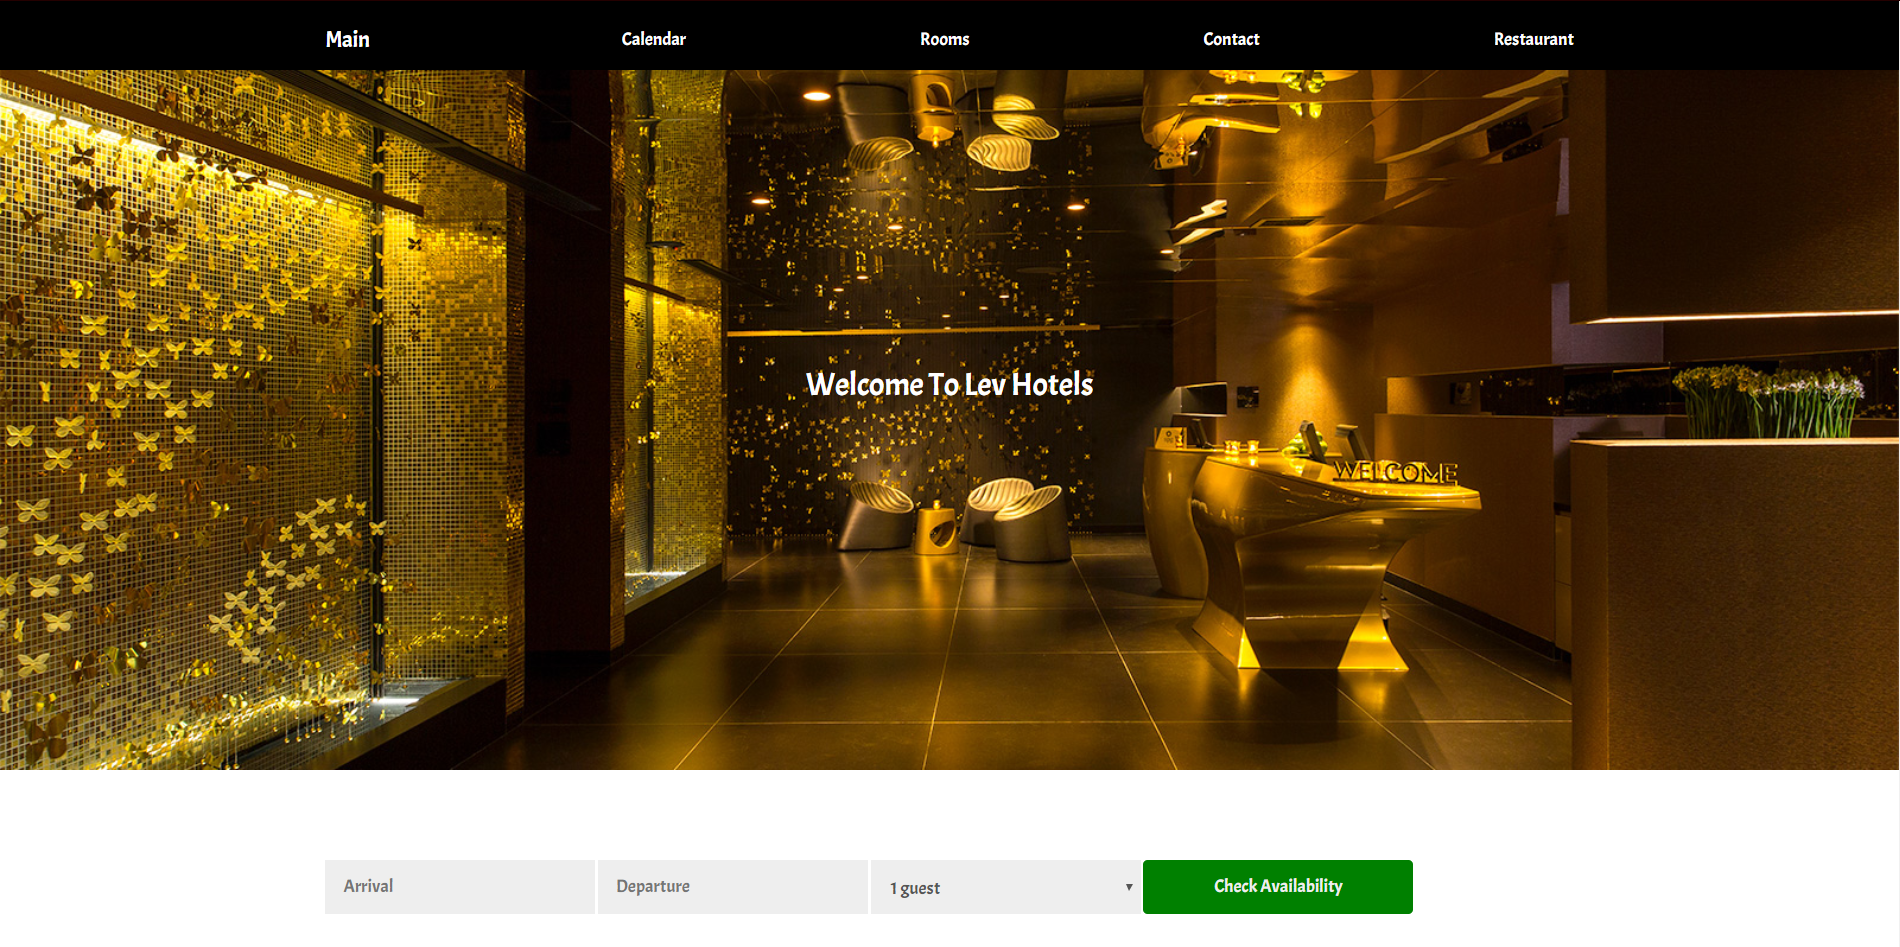 Main Calendar Rooms Contact Restaurant
Welcome To Lev Hotels
WELCOME
Arrival Departure 1 guest Check Availability